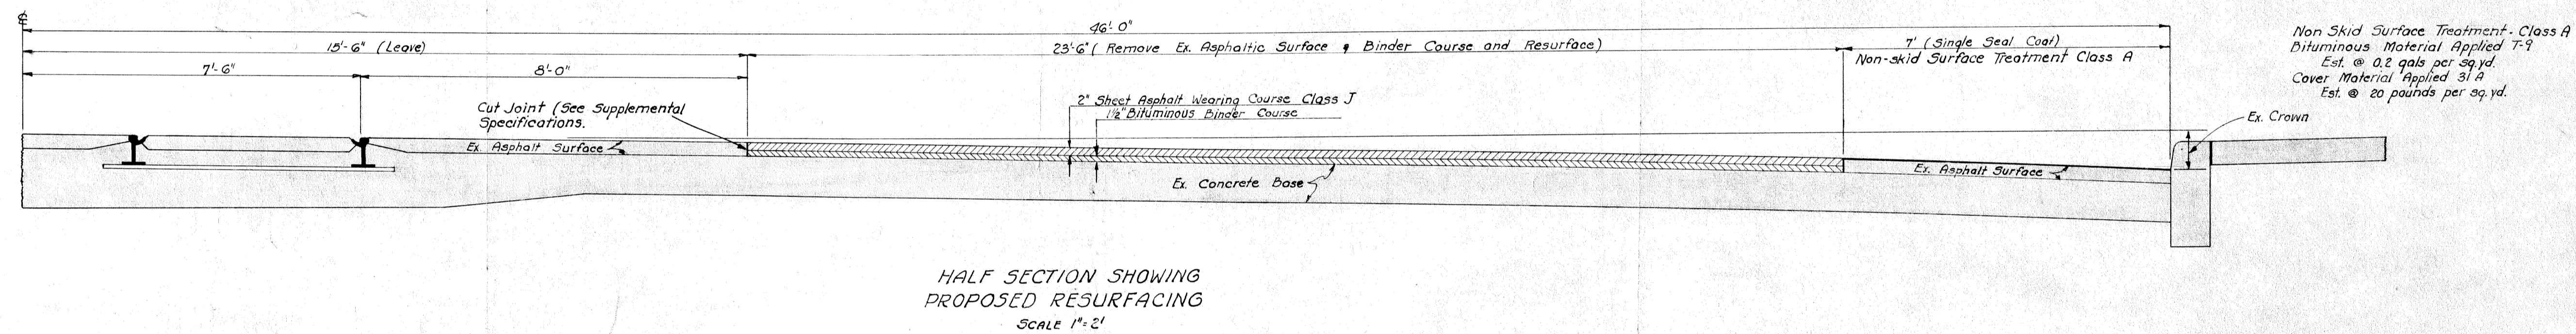 ℄
46'-0"
15'-6" (Leave)
23'-6" ( Remove Ex. Asphaltic Surface & Binder Course and Resurface)
7' (Single Seal Coat)
Non-skid Surface Treatment Class A
7'-6"
8'-0"
Non Skid Surface Treatment - Class A
Bituminous Material Applied T-9
Est. @ 0.2 gals per sq. yd.
Cover Material Applied 31 A
Est. @ 20 pounds per sq. yd.
Cut Joint (See Supplemental
Specifications.
2" Sheet Asphalt Wearing Course Class J
1½" Bituminous Binder Course
Ex. Crown
Ex. Asphalt Surface
Ex. Concrete Base
Ex. Asphalt Surface
HALF SECTION SHOWING
PROPOSED RESURFACING
SCALE 1"=2'